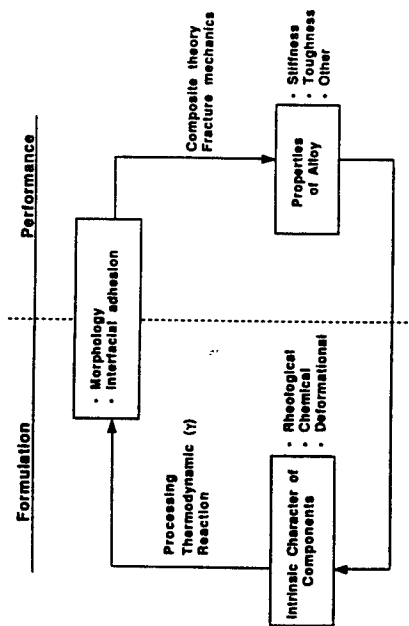 Formulation
Performance
• Morphology
• Interfacial adhesion
Processing
Thermodynamic (γ)
Reaction
Composite theory
Fracture mechanics
Intrinsic Character of
Components
• Rheological
• Chemical
• Deformational
Properties
of Alloy
• Stiffness
• Toughness
• Other